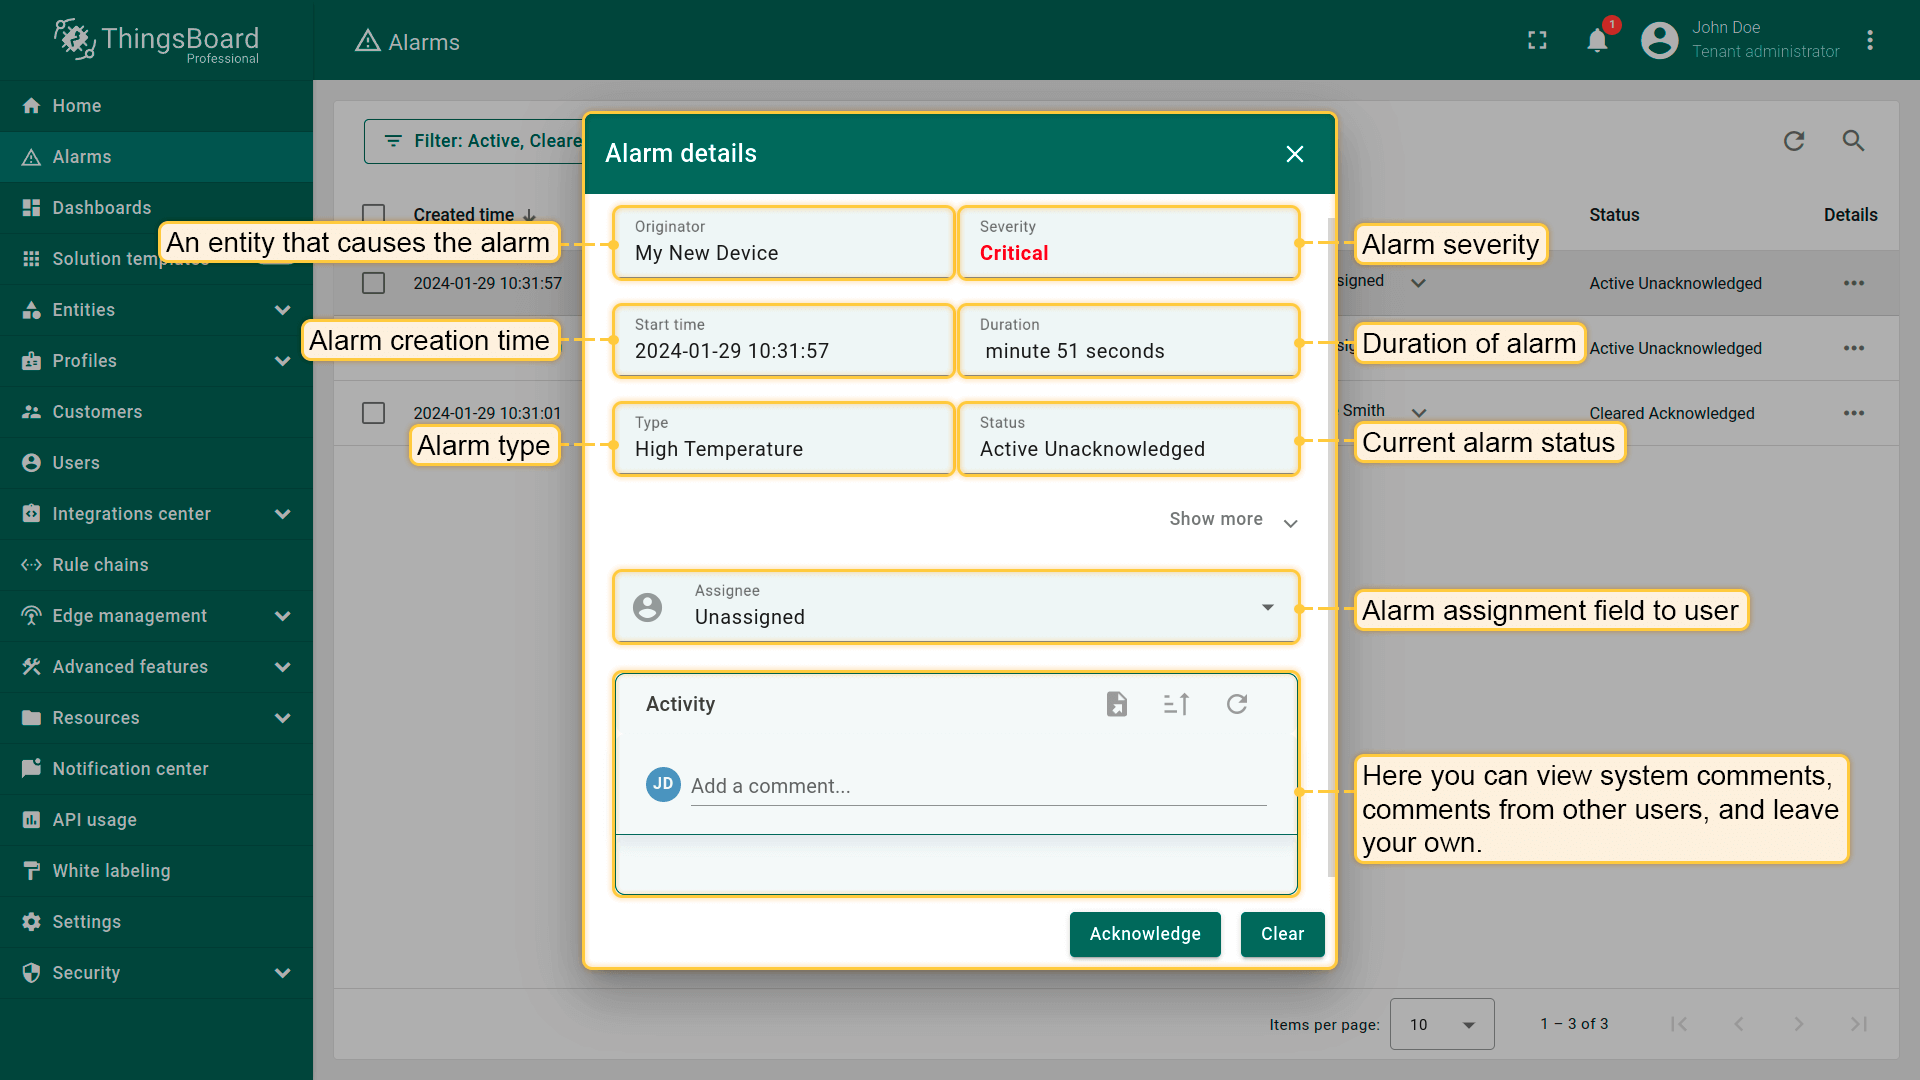 ThingsBoard
Professional
Alarms
1
John Doe
Tenant administrator
Home
Alarms
Dashboards
Solution
Entities
Profiles
Customers
Users
Integrations center
Rule chains
Edge management
Advanced features
Resources
Notification center
API usage
White labeling
Settings
Security
Filter: Active, Cleare
Created time
Status
Details
2024-01-29 10:31:57
signed
Active Unacknowledged
Active Unacknowledged
2024-01-29 10:31:01
Smith
Cleared Acknowledged
Alarm details
Originator
My New Device
Severity
Critical
Start time
2024-01-29 10:31:57
Duration
minute 51 seconds
Type
High Temperature
Status
Active Unacknowledged
Show more
Assignee
Unassigned
Activity
JD
Add a comment...
Acknowledge
Clear
An entity that causes the alarm
Alarm severity
Alarm creation time
Duration of alarm
Alarm type
Current alarm status
Alarm assignment field to user
Here you can view system comments,
comments from other users, and leave
your own.
Items per page:
10
1 – 3 of 3